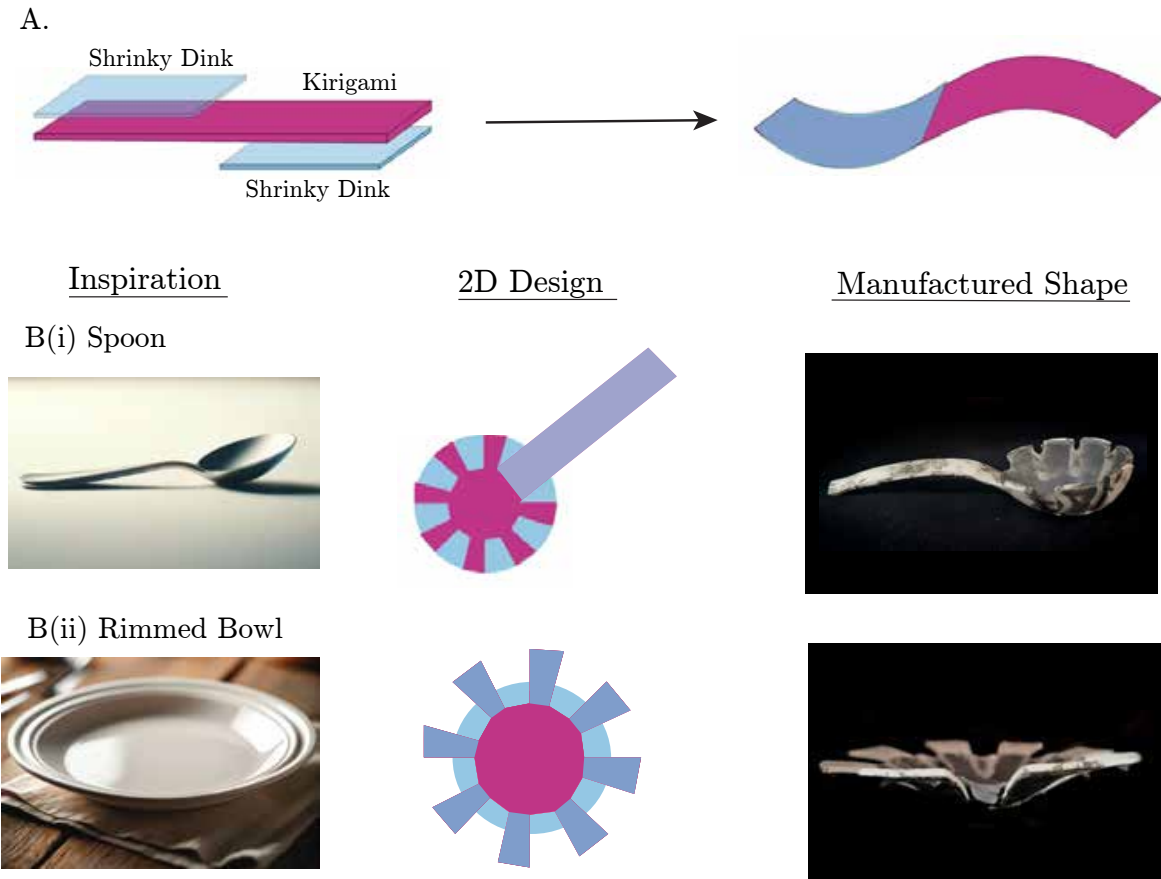 A.
Shrinky Dink
Kirigami
Shrinky Dink
Inspiration
2D Design
Manufactured Shape
B(i) Spoon
B(ii) Rimmed Bowl